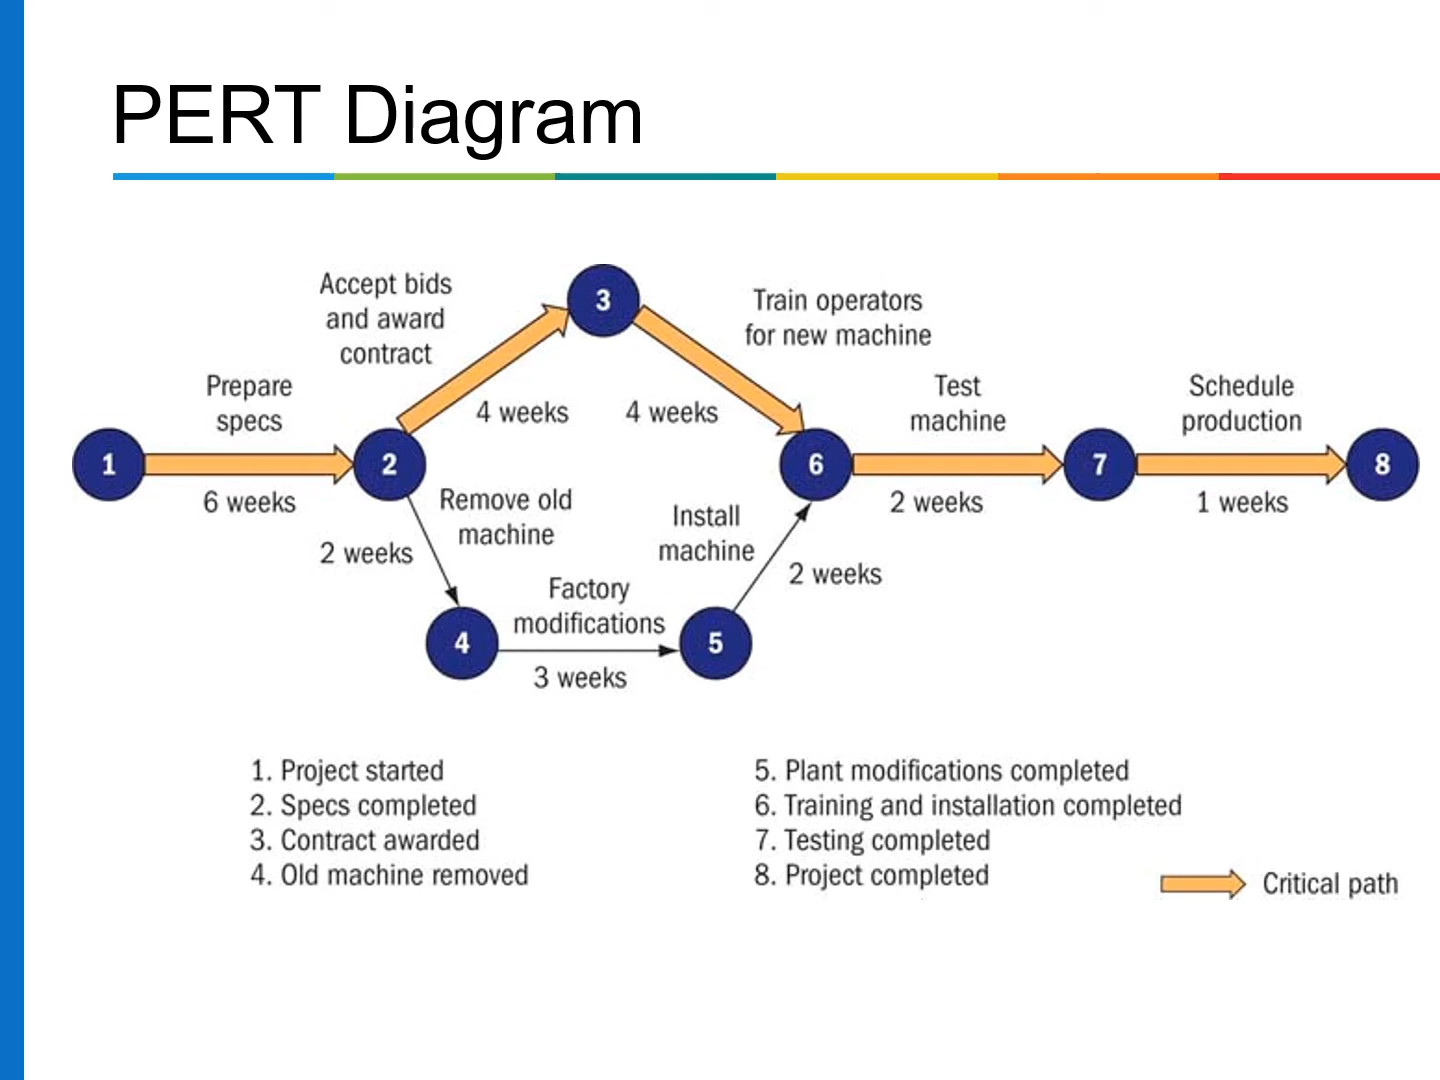 PERT Diagram
Accept bids
and award
contract
3
Train operators
for new machine
Prepare
specs
4 weeks
4 weeks
Test
machine
Schedule
production
1
2
6
7
8
6 weeks
2 weeks
1 weeks
Remove old
machine
2 weeks
Install
machine
2 weeks
Factory
modifications
4
5
3 weeks
1. Project started
2. Specs completed
3. Contract awarded
4. Old machine removed
5. Plant modifications completed
6. Training and installation completed
7. Testing completed
8. Project completed
Critical path